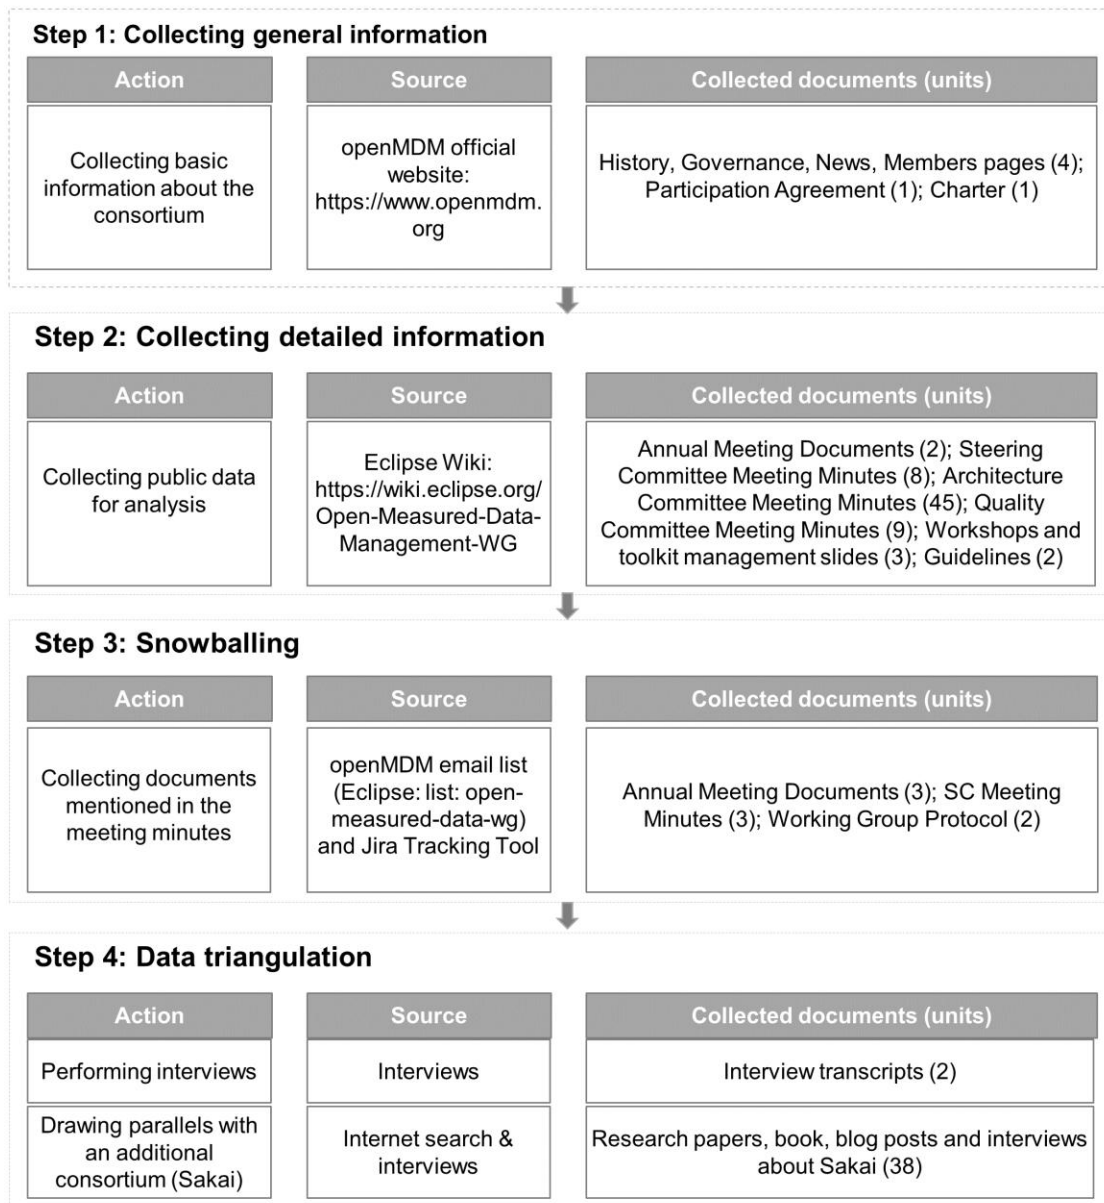 Step 1: Collecting general information
Action
Source
Collected documents (units)
Collecting basic
information about the
consortium
openMDM official
website:
https://www.openmdm.
org
History, Governance, News, Members pages (4);
Participation Agreement (1); Charter (1)
Step 2: Collecting detailed information
Action
Source
Collected documents (units)
Collecting public data
for analysis
Eclipse Wiki:
https://wiki.eclipse.org/
Open-Measured-Data-
Management-WG
Annual Meeting Documents (2); Steering
Committee Meeting Minutes (8); Architecture
Committee Meeting Minutes (45); Quality
Committee Meeting Minutes (9); Workshops and
toolkit management slides (3); Guidelines (2)
Step 3: Snowballing
Action
Source
Collected documents (units)
Collecting documents
mentioned in the
meeting minutes
openMDM email list
(Eclipse: list: open-
measured-data-wg)
and Jira Tracking Tool
Annual Meeting Documents (3); SC Meeting
Minutes (3); Working Group Protocol (2)
Step 4: Data triangulation
Action
Source
Collected documents (units)
Performing interviews
Interviews
Interview transcripts (2)
Drawing parallels with
an additional
consortium (Sakai)
Internet search &
interviews
Research papers, book, blog posts and interviews
about Sakai (38)